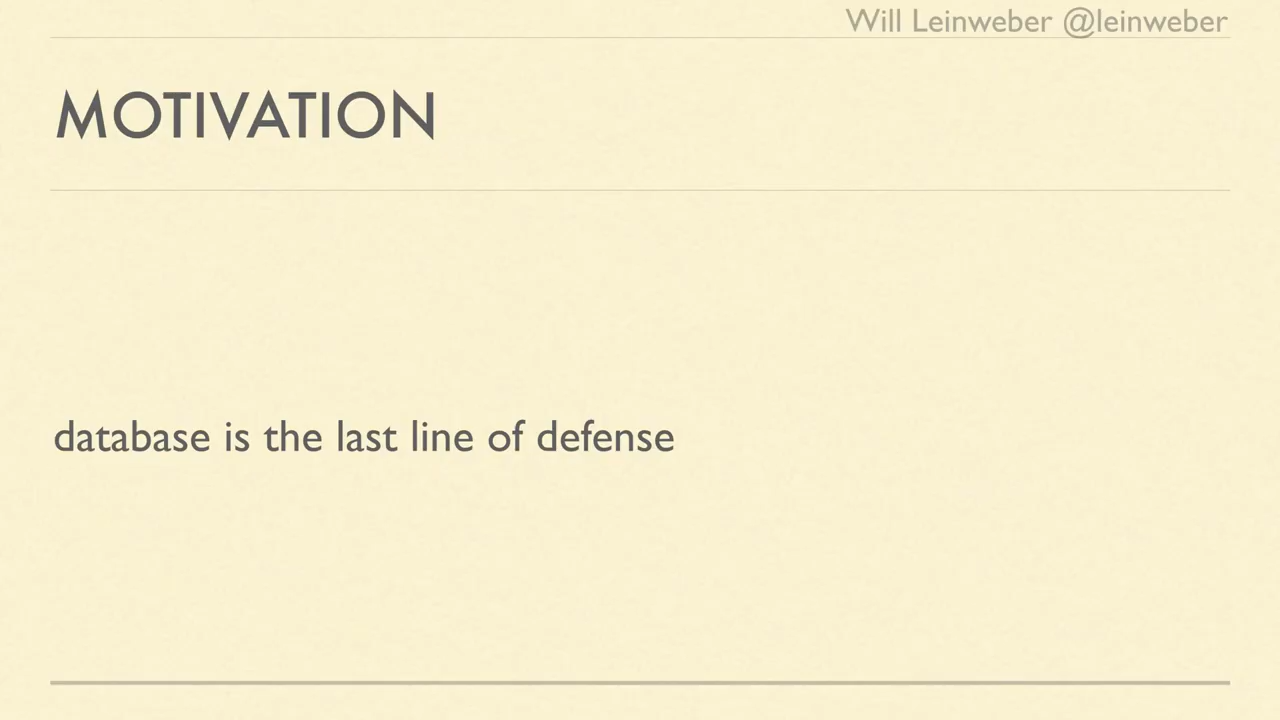 Will Leinweber @leinweber
MOTIVATION
database is the last line of defense